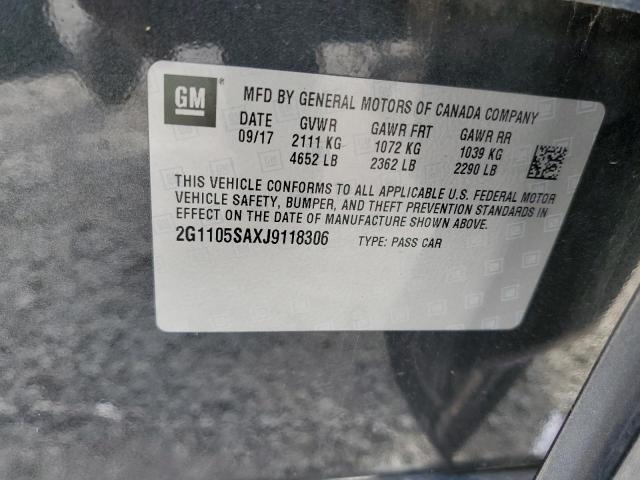 GM
MFD BY GENERAL MOTORS OF CANADA COMPANY
DATE GVWR GAWR FRT GAWR RR
09/17 2111 KG 1072 KG 1039 KG
4652 LB 2362 LB 2290 LB
THIS VEHICLE CONFORMS TO ALL APPLICABLE U.S. FEDERAL MOTOR
VEHICLE SAFETY, BUMPER, AND THEFT PREVENTION STANDARDS IN
EFFECT ON THE DATE OF MANUFACTURE SHOWN ABOVE.
2G1105SAXJ9118306 TYPE: PASS CAR